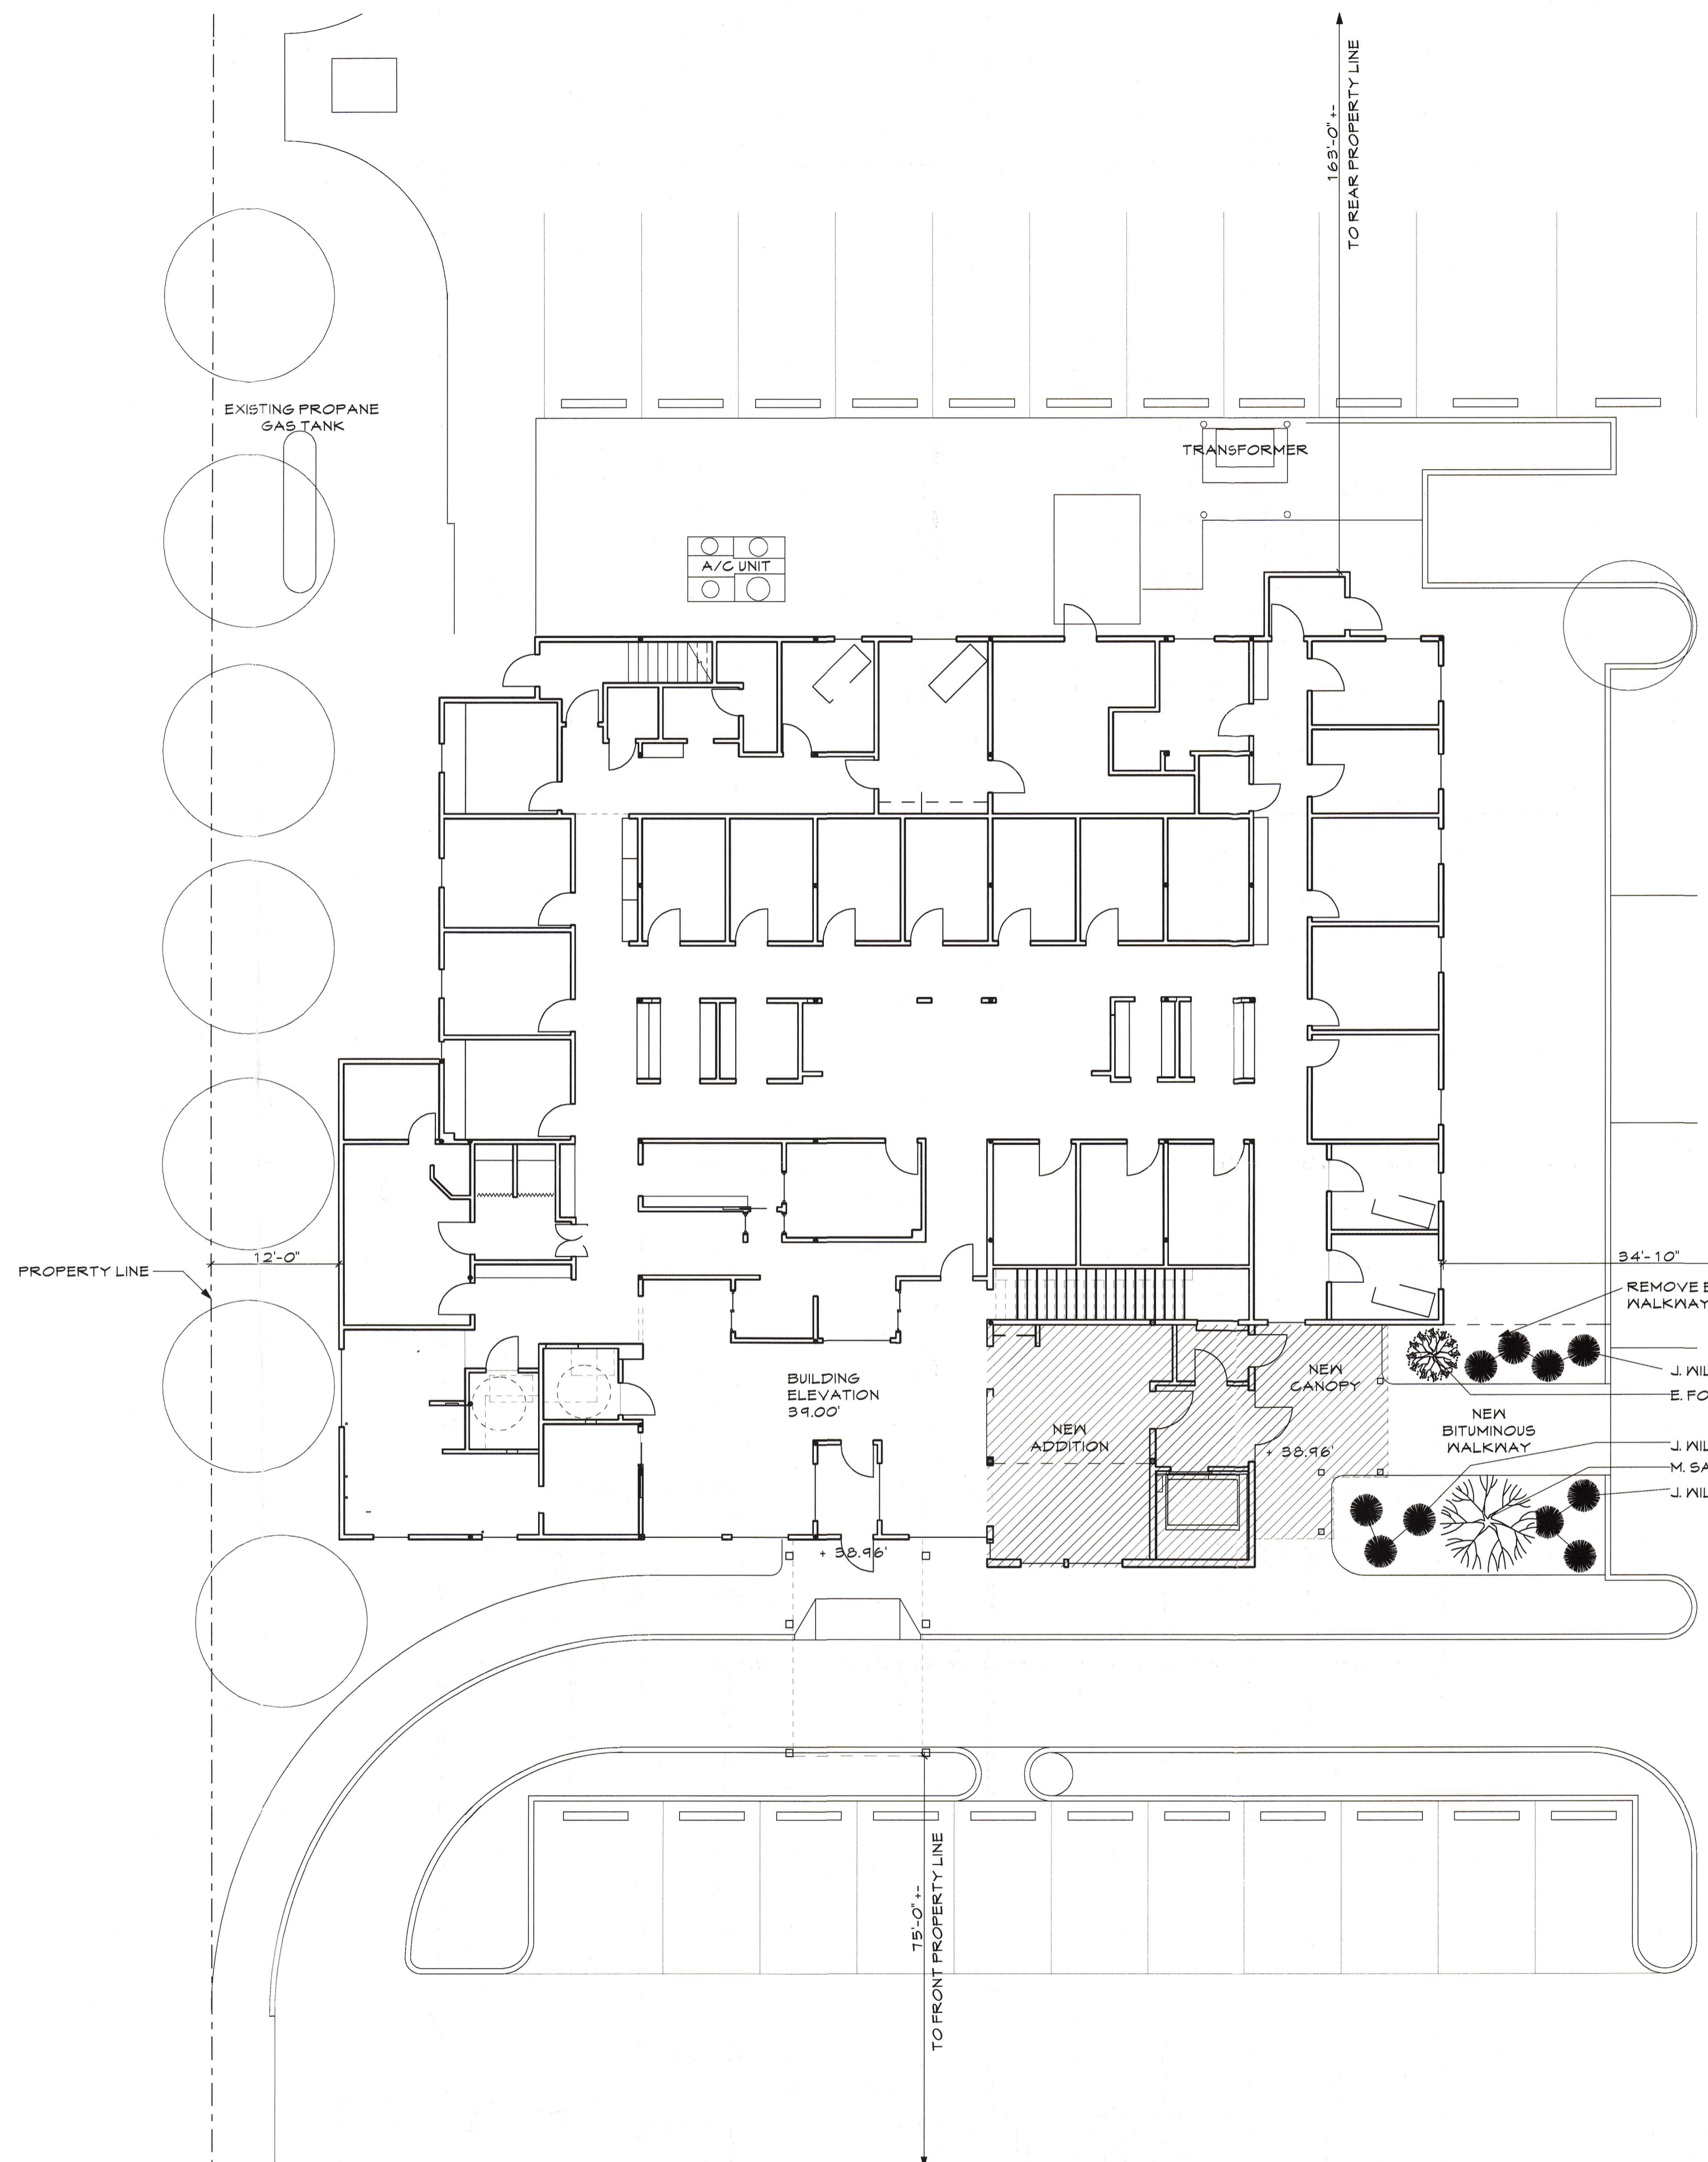 163'-0" +-
TO REAR PROPERTY LINE
EXISTING PROPANE
GAS TANK
TRANSFORMER
A/C UNIT
12'-0"
PROPERTY LINE
34'-10"
REMOVE E
WALKWAY
J. WIL
E. FO
BUILDING
ELEVATION
39.00'
NEW
ADDITION
NEW
CANOPY
+ 38.96'
NEW
BITUMINOUS
WALKWAY
J. WIL
M. SA
J. WIL
+ 38.96'
75'-0" +-
TO FRONT PROPERTY LINE